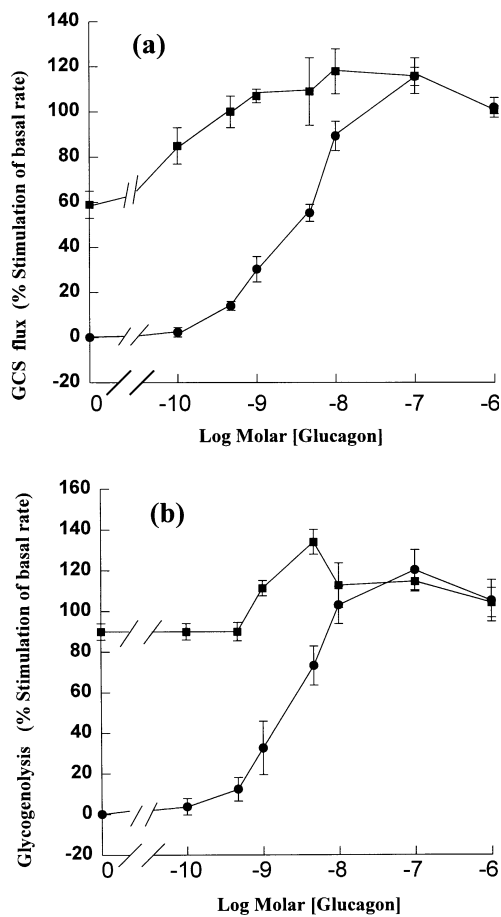 (a)
GCS flux (% Stimulation of basal rate)
140
120
100
80
60
40
20
0
-20
0 -10 -9 -8 -7 -6
Log Molar [Glucagon]
(b)
Glycogenolysis (% Stimulation of basal rate)
160
140
120
100
80
60
40
20
0
-20
0 -10 -9 -8 -7 -6
Log Molar [Glucagon]